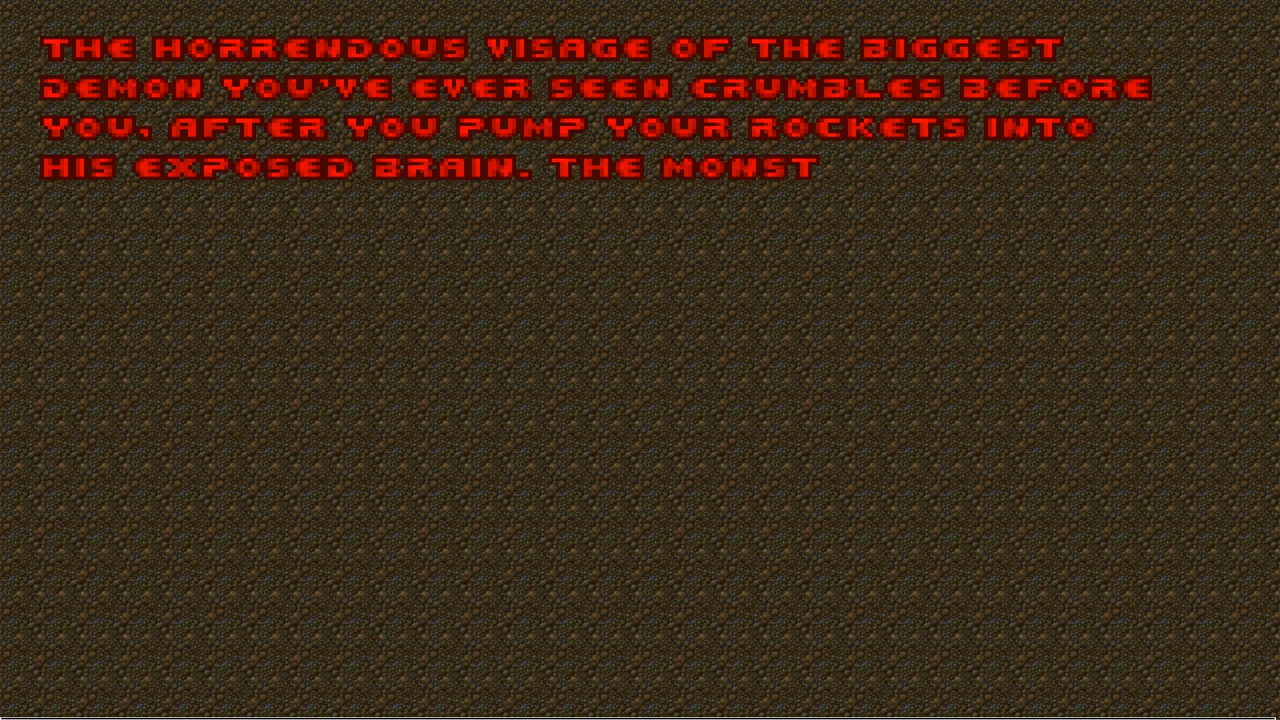 THE HORRENDOUS VISAGE OF THE BIGGEST
DEMON YOU'VE EVER SEEN CRUMBLES BEFORE
YOU, AFTER YOU PUMP YOUR ROCKETS INTO
HIS EXPOSED BRAIN. THE MONST